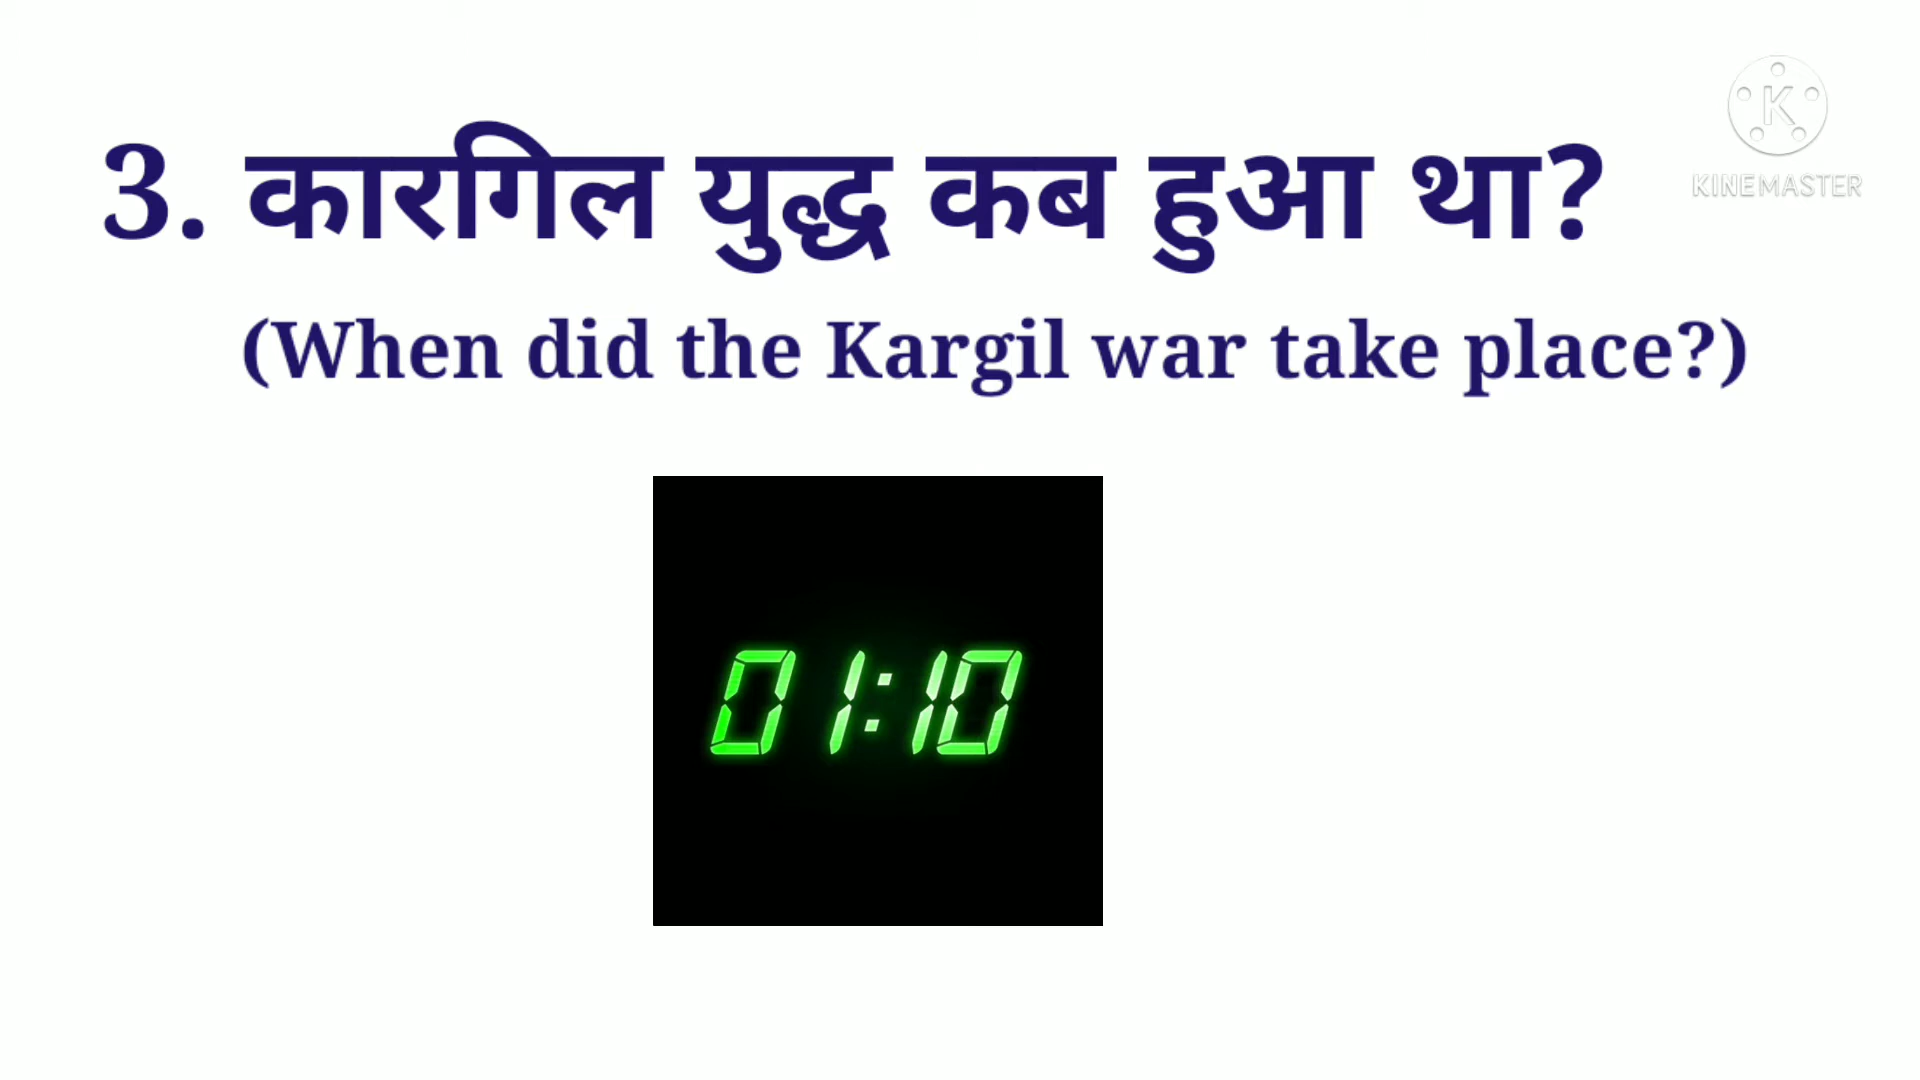 3. कारगिल युद्ध कब हुआ था?
(When did the Kargil war take place?)
K
KINEMASTER
01:10